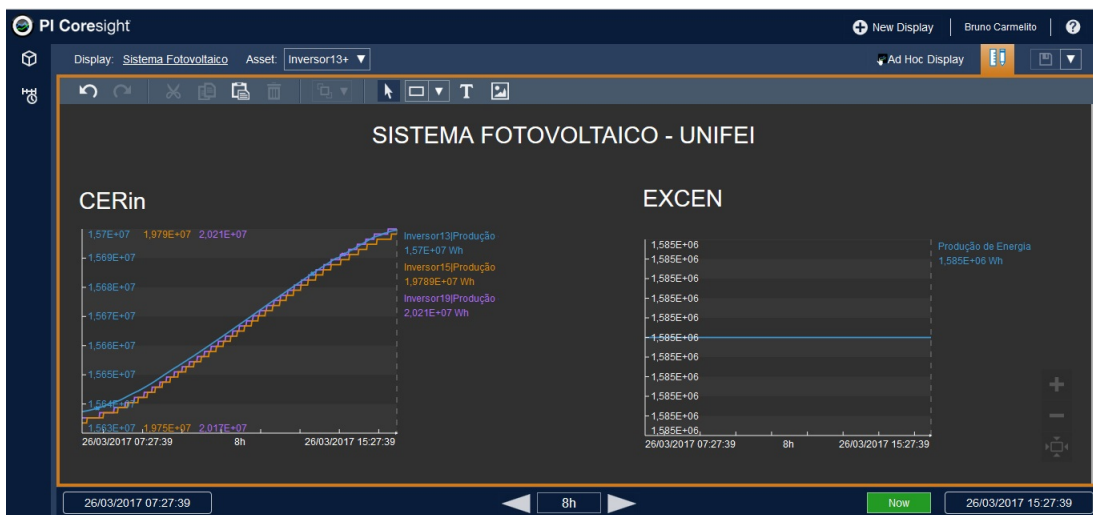 PI Coresight
New Display
Bruno Carmelito
?
Display: Sistema Fotovoltaico Asset: Inversor13+
Ad Hoc Display
T
SISTEMA FOTOVOLTAICO - UNIFEI
CERin
1,57E+07 1,979E+07 2,021E+07
1,569E+07
1,568E+07
1,567E+07
1,566E+07
1,565E+07
1,564E+07
1,563E+07 1,975E+07 2,017E+07
26/03/2017 07:27:39 8h 26/03/2017 15:27:39
Inversor13|Produção
1,57E+07 Wh
Inversor15|Produção
1,9789E+07 Wh
Inversor19|Produção
2,021E+07 Wh
EXCEN
1,585E+06
1,585E+06
1,585E+06
1,585E+06
1,585E+06
1,585E+06
1,585E+06
1,585E+06
1,585E+06
1,585E+06
1,585E+06
26/03/2017 07:27:39 8h 26/03/2017 15:27:39
Produção de Energia
1,585E+06 Wh
26/03/2017 07:27:39
8h
Now
26/03/2017 15:27:39